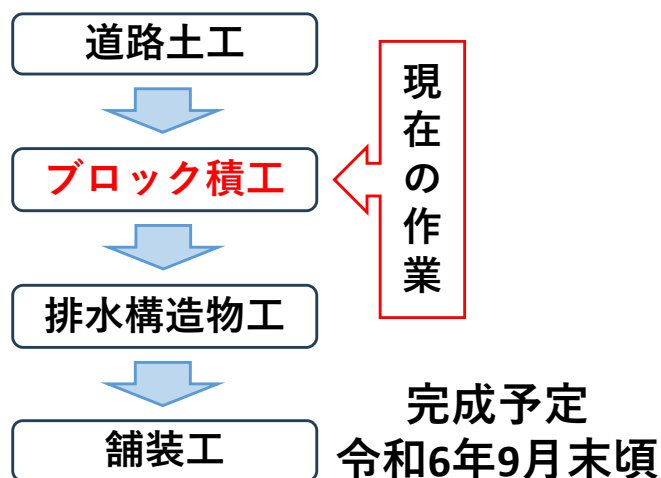 道路土工
ブロック積工
現在の作業
排水構造物工
舗装工
完成予定
令和6年9月末頃